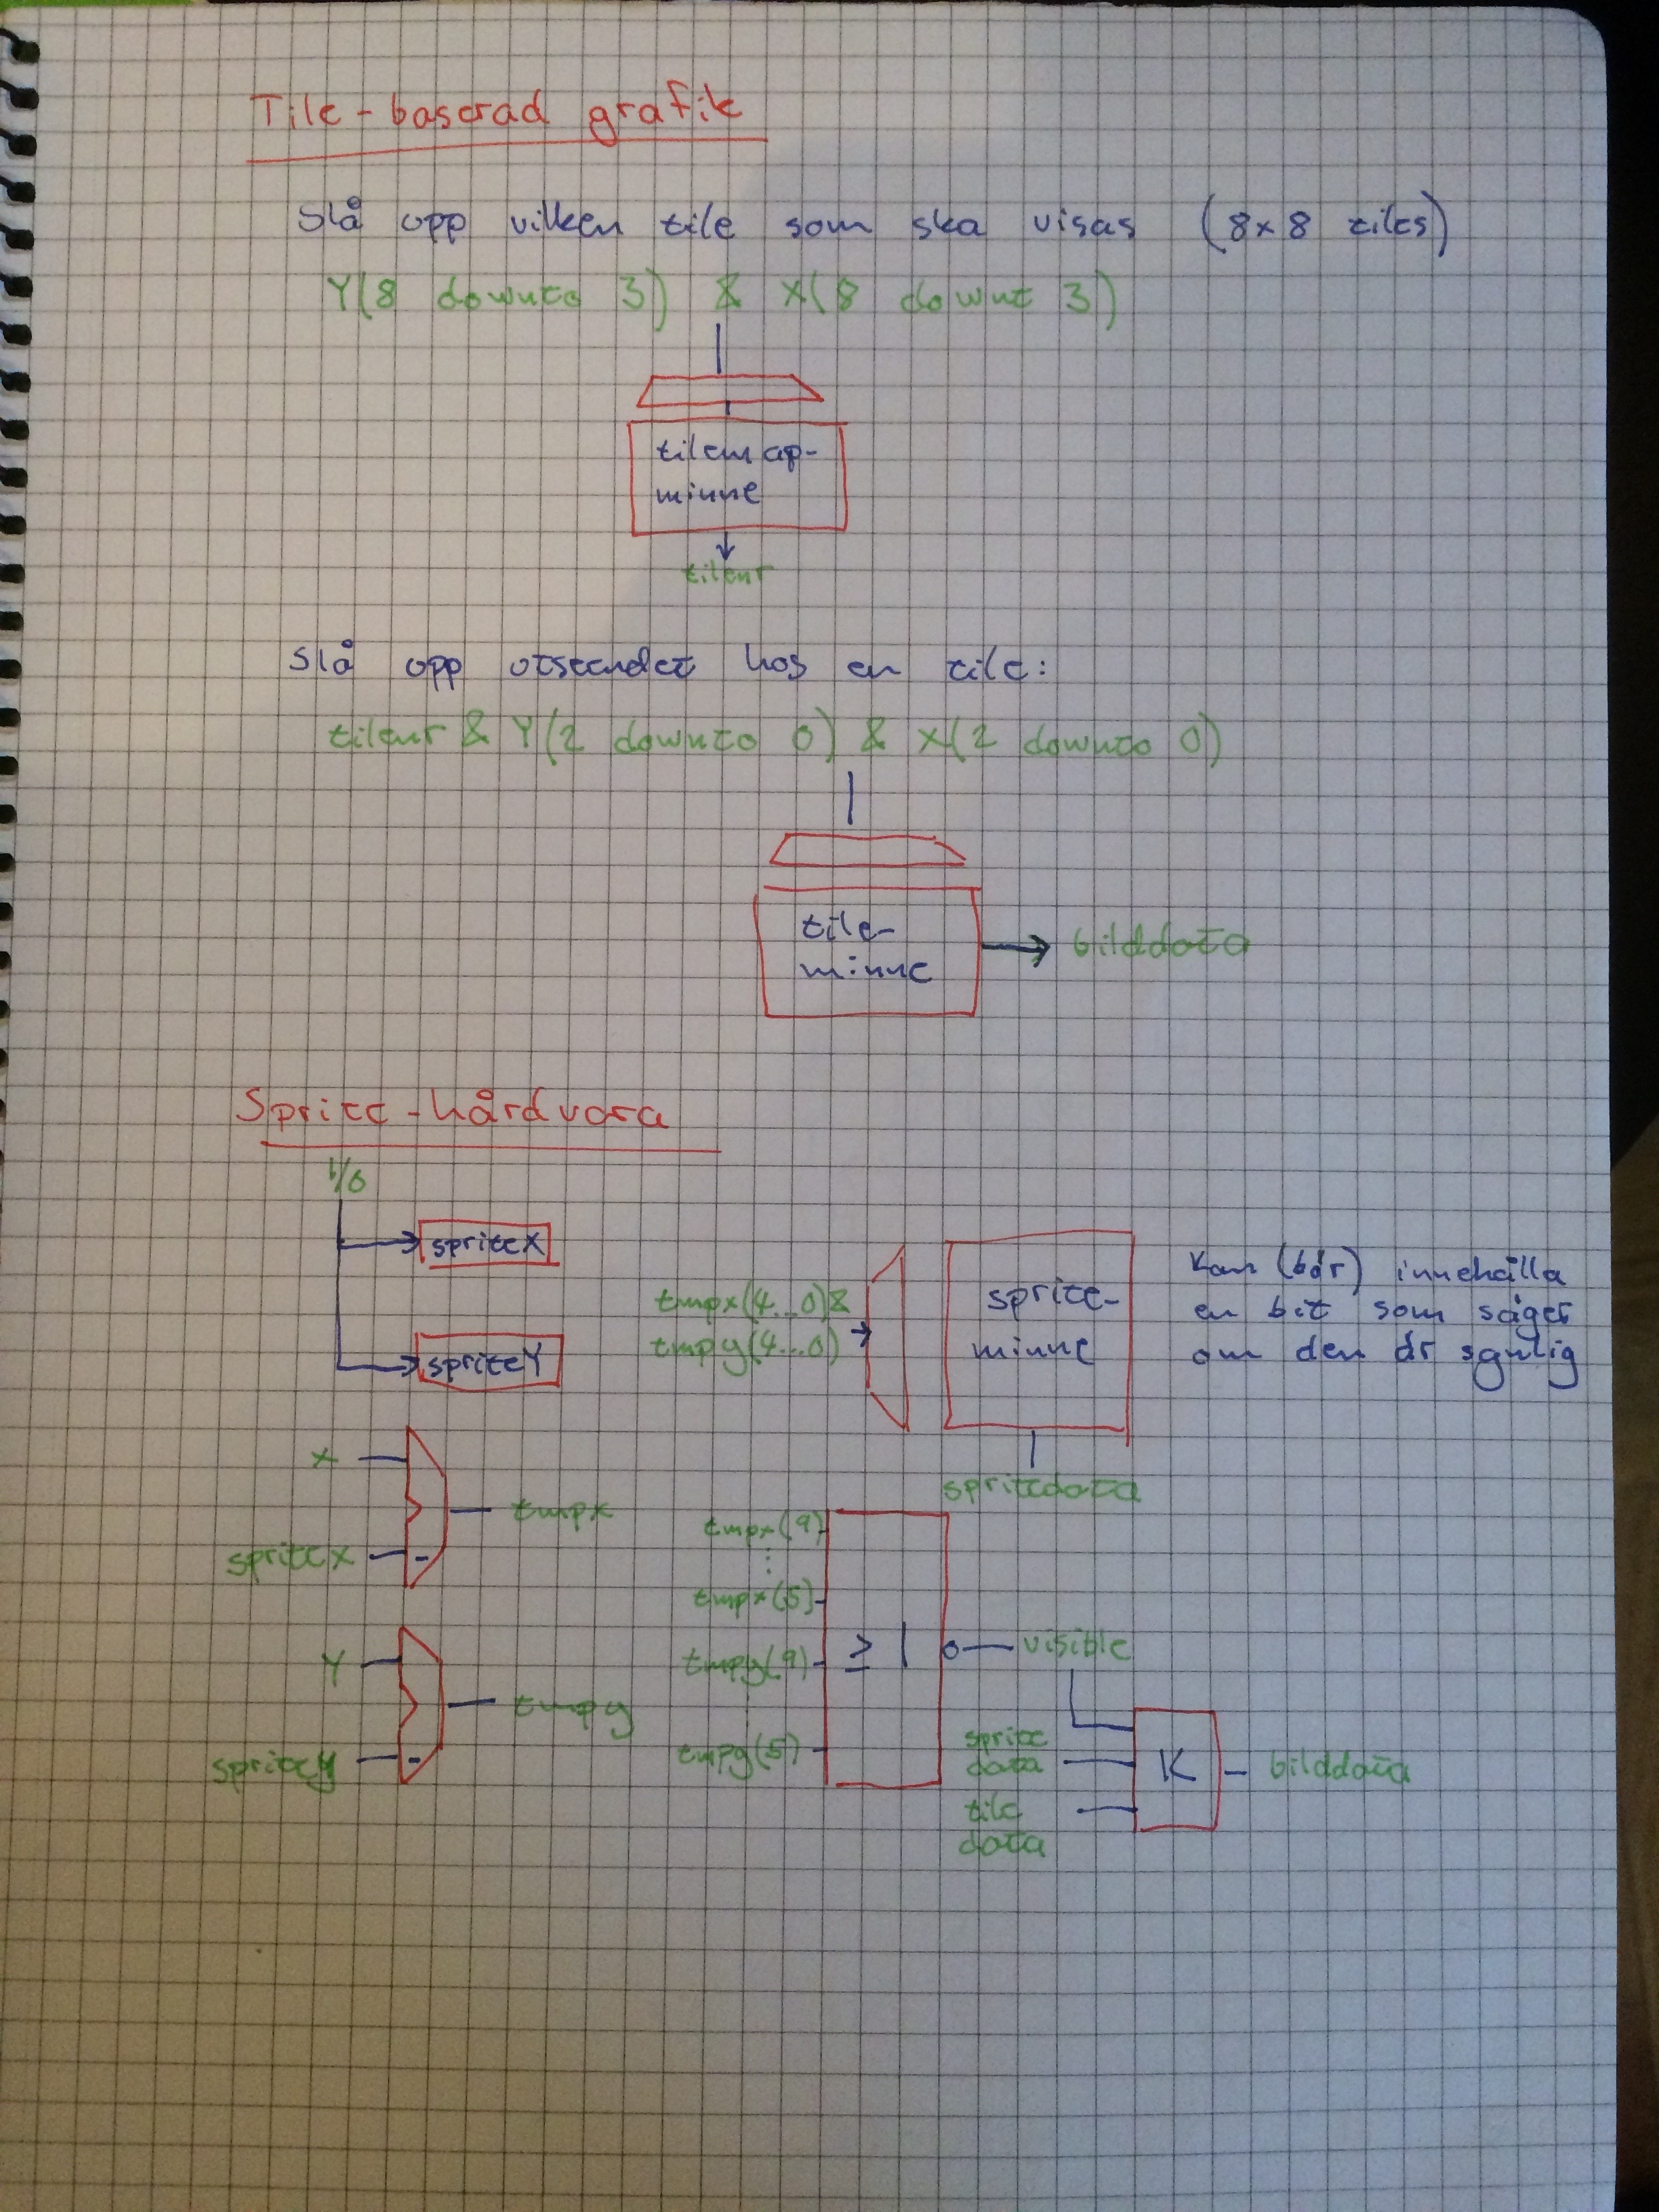 Tile-baserad grafik
Slå opp vilken tile som ska visas (8x8 tiles)
Y(8 downto 3) & X(8 downt 3)
tilemap-
minne
tilenr
Slå opp utseendet hos en tile:
tilenr & Y(2 downto 0) & X(2 downto 0)
tile-
minne
bilddata
Sprite-hårdvara
I/O
spriteX
spriteY
tmpx(4...0)&
tmpy(4...0)
sprite-
minne
Kan (bör) innehålla
en bit som säger
om den är synlig
spritedata
X
spritex
-
tmpx
Y
spritey
-
tmpy
tmpx(9)
⋮
tmpx(5)
tmpy(9)
⋮
tmpy(5)
≥ 1
visible
sprite
data
tile
data
K
bilddata